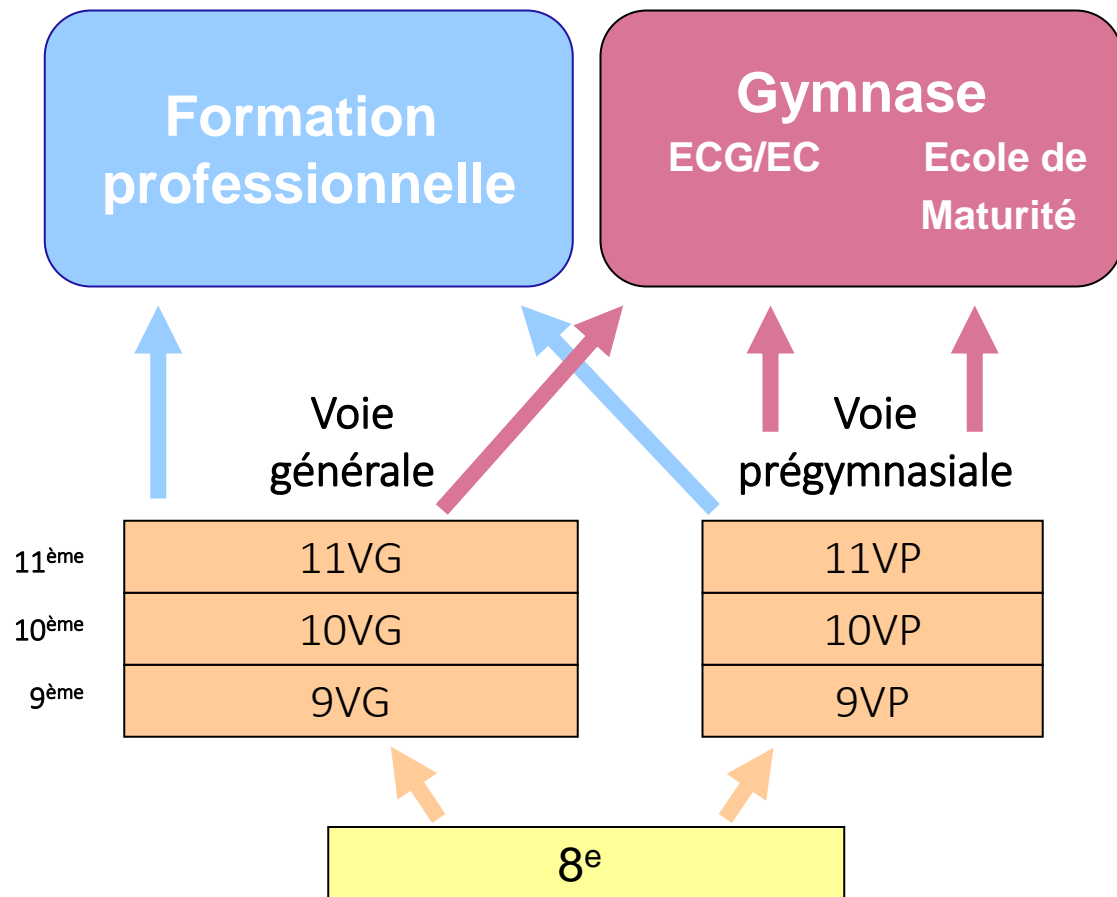 Formation
professionnelle
Gymnase
ECG/EC
Ecole de
Maturité
Voie
générale
Voie
prégymnasiale
11ème
11VG
11VP
10ème
10VG
10VP
9ème
9VG
9VP
8e